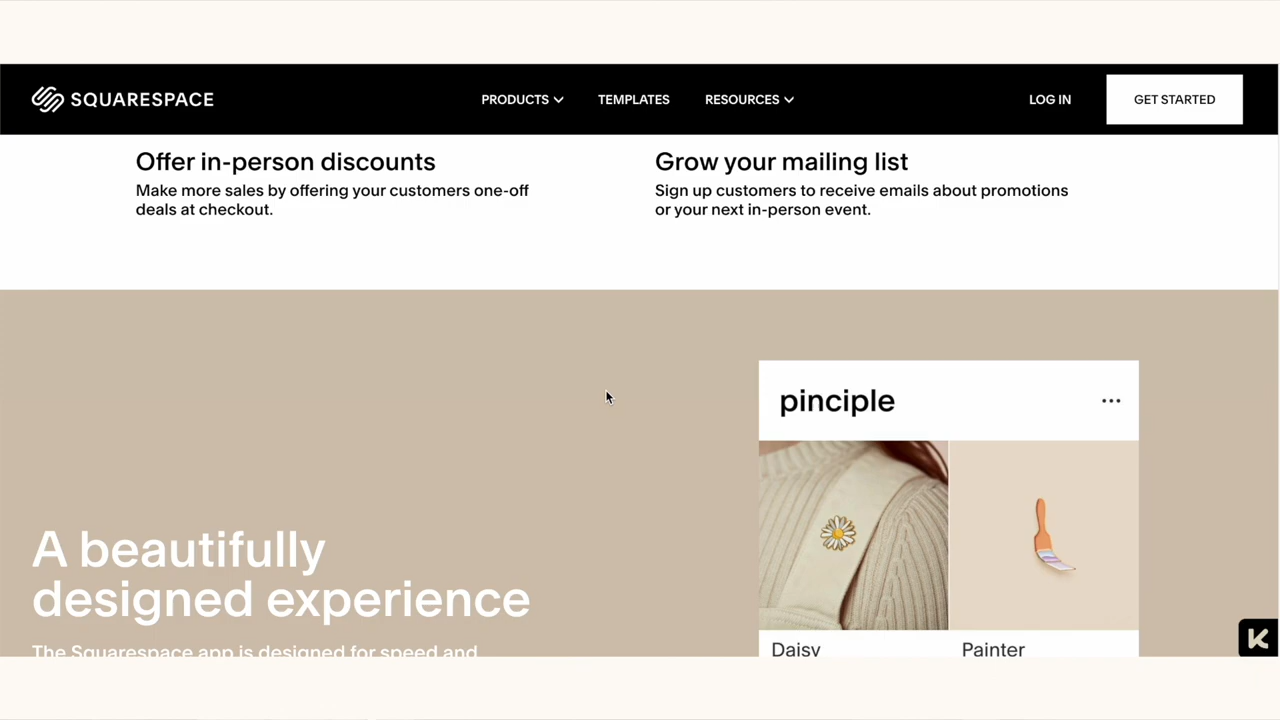 SQUARESPACE
PRODUCTS
TEMPLATES
RESOURCES
LOG IN
GET STARTED
Offer in-person discounts
Make more sales by offering your customers one-off
deals at checkout.
Grow your mailing list
Sign up customers to receive emails about promotions
or your next in-person event.
pinciple
A beautifully
designed experience
The Squarespace app is designed for speed and
Daisy
Painter
K